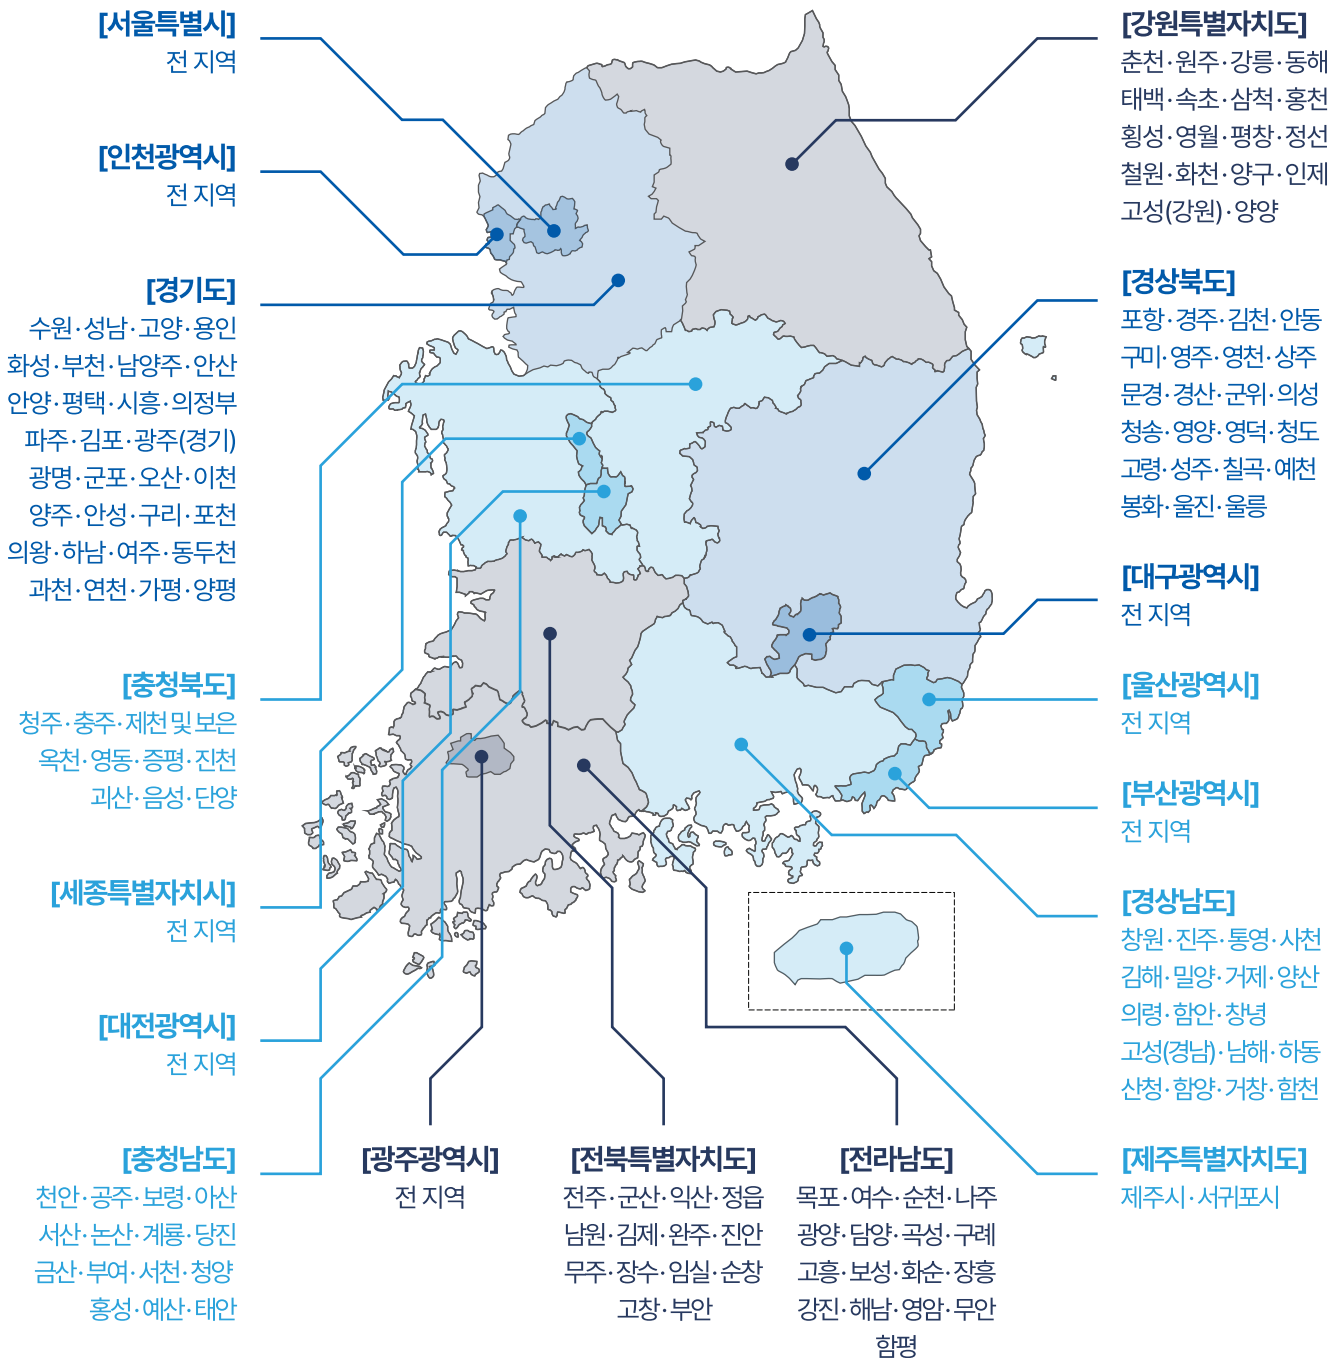 [서울특별시]
전 지역
[인천광역시]
전 지역
[경기도]
수원·성남·고양·용인
화성·부천·남양주·안산
안양·평택·시흥·의정부
파주·김포·광주(경기)
광명·군포·오산·이천
양주·안성·구리·포천
의왕·하남·여주·동두천
과천·연천·가평·양평
[충청북도]
청주·충주·제천 및 보은
옥천·영동·증평·진천
괴산·음성·단양
[세종특별자치시]
전 지역
[대전광역시]
전 지역
[충청남도]
천안·공주·보령·아산
서산·논산·계룡·당진
금산·부여·서천·청양
홍성·예산·태안
[광주광역시]
전 지역
[전북특별자치도]
전주·군산·익산·정읍
남원·김제·완주·진안
무주·장수·임실·순창
고창·부안
[전라남도]
목포·여수·순천·나주
광양·담양·곡성·구례
고흥·보성·화순·장흥
강진·해남·영암·무안
함평
[강원특별자치도]
춘천·원주·강릉·동해
태백·속초·삼척·홍천
횡성·영월·평창·정선
철원·화천·양구·인제
고성(강원)·양양
[경상북도]
포항·경주·김천·안동
구미·영주·영천·상주
문경·경산·군위·의성
청송·영양·영덕·청도
고령·성주·칠곡·예천
봉화·울진·울릉
[대구광역시]
전 지역
[울산광역시]
전 지역
[부산광역시]
전 지역
[경상남도]
창원·진주·통영·사천
김해·밀양·거제·양산
의령·함안·창녕
고성(경남)·남해·하동
산청·함양·거창·함천
[제주특별자치도]
제주시·서귀포시